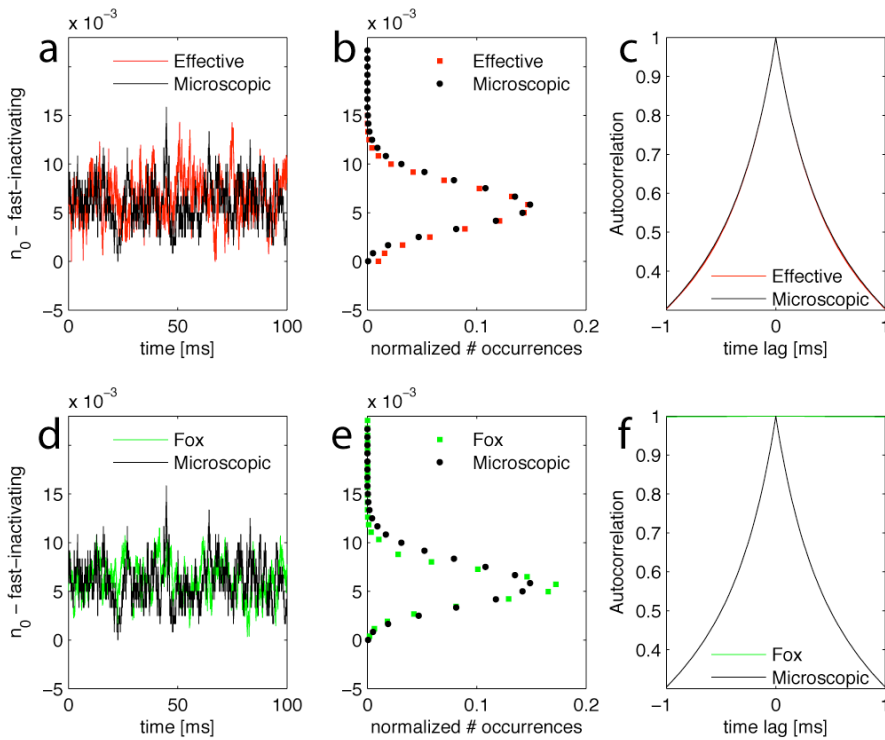 a
x 10⁻³
Effective
Microscopic
15
10
5
0
−5
n₀ − fast−inactivating
0
50
100
time [ms]
b
x 10⁻³
Effective
Microscopic
15
10
5
0
−5
0
0.1
0.2
normalized # occurrences
c
1
0.9
0.8
0.7
0.6
0.5
0.4
Autocorrelation
Effective
Microscopic
−1
0
1
time lag [ms]
d
x 10⁻³
Fox
Microscopic
15
10
5
0
−5
n₀ − fast−inactivating
0
50
100
time [ms]
e
x 10⁻³
Fox
Microscopic
15
10
5
0
−5
0
0.1
0.2
normalized # occurrences
f
1
0.9
0.8
0.7
0.6
0.5
0.4
Autocorrelation
Fox
Microscopic
−1
0
1
time lag [ms]